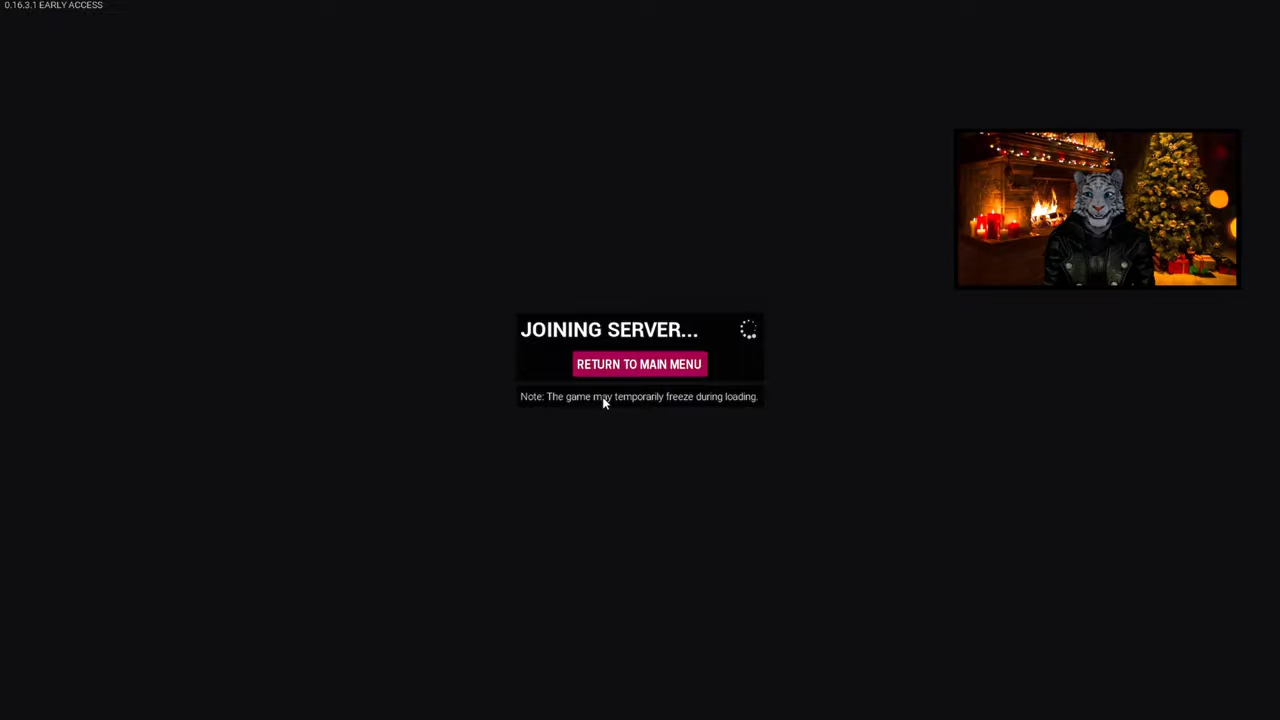 0.16.3.1 EARLY ACCESS
JOINING SERVER...
RETURN TO MAIN MENU
Note: The game may temporarily freeze during loading.